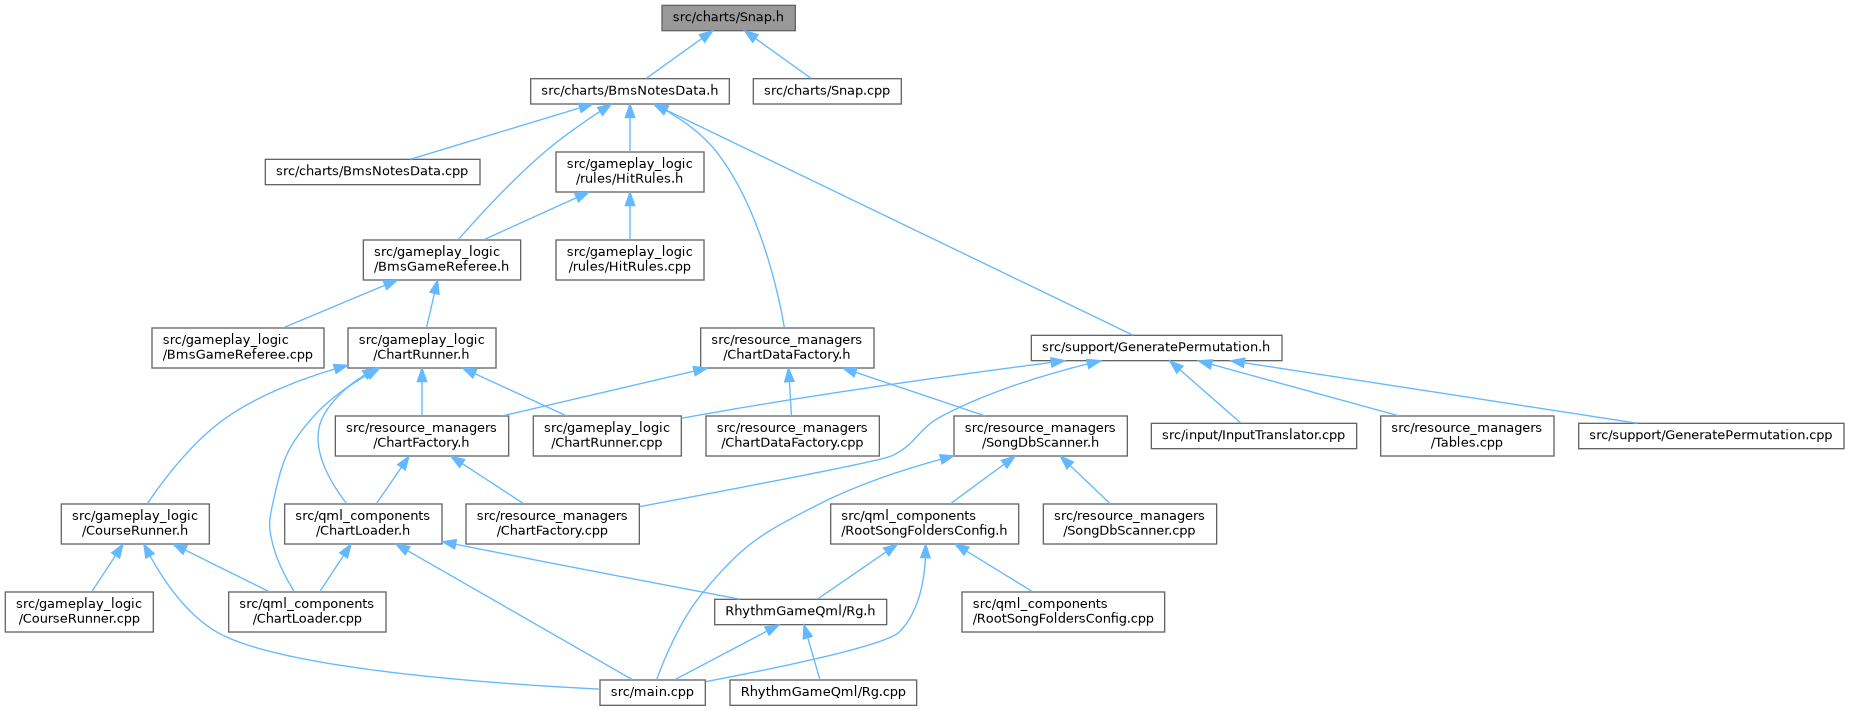 src/charts/Snap.h
src/charts/BmsNotesData.h
src/charts/Snap.cpp
src/charts/BmsNotesData.cpp
src/gameplay_logic
/rules/HitRules.h
src/gameplay_logic
/BmsGameReferee.h
src/gameplay_logic
/rules/HitRules.cpp
src/gameplay_logic
/BmsGameReferee.cpp
src/gameplay_logic
/ChartRunner.h
src/resource_managers
/ChartDataFactory.h
src/support/GeneratePermutation.h
src/resource_managers
/ChartFactory.h
src/gameplay_logic
/ChartRunner.cpp
src/resource_managers
/ChartDataFactory.cpp
src/resource_managers
/SongDbScanner.h
src/input/InputTranslator.cpp
src/resource_managers
/Tables.cpp
src/support/GeneratePermutation.cpp
src/gameplay_logic
/CourseRunner.h
src/qml_components
/ChartLoader.h
src/resource_managers
/ChartFactory.cpp
src/qml_components
/RootSongFoldersConfig.h
src/resource_managers
/SongDbScanner.cpp
src/gameplay_logic
/CourseRunner.cpp
src/qml_components
/ChartLoader.cpp
RhythmGameQml/Rg.h
src/qml_components
/RootSongFoldersConfig.cpp
src/main.cpp
RhythmGameQml/Rg.cpp